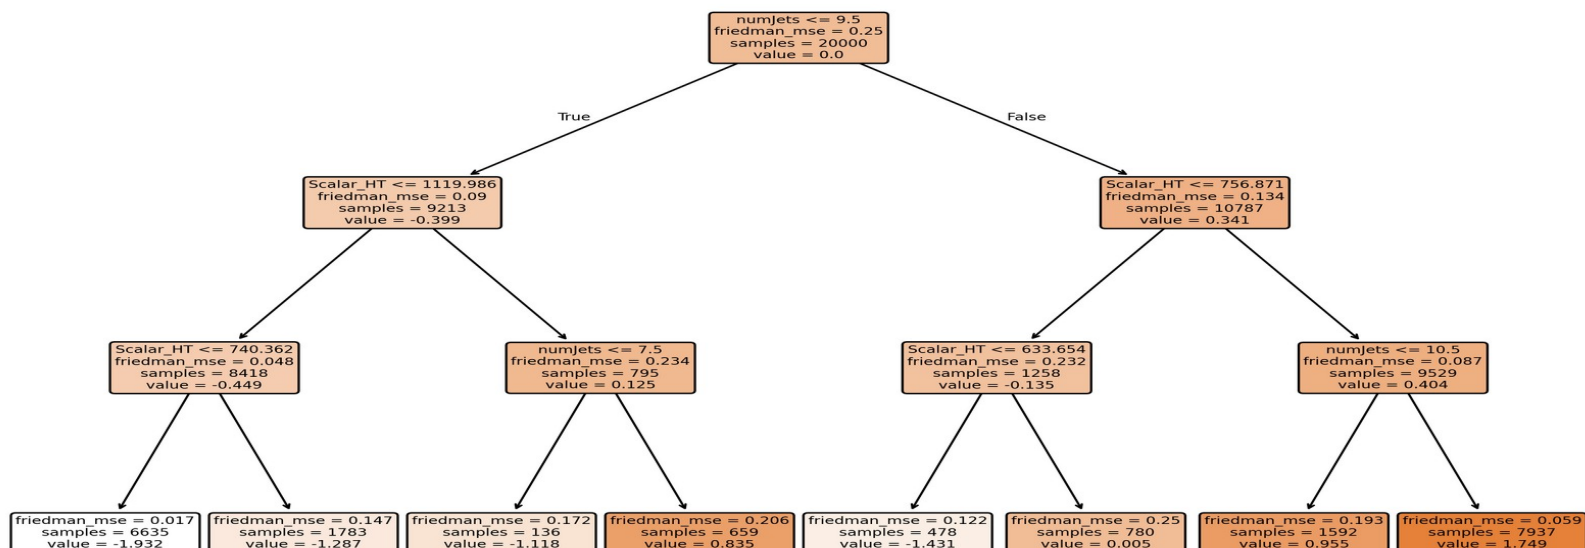 numJets <= 9.5
friedman_mse = 0.25
samples = 20000
value = 0.0
True
False
Scalar_HT <= 1119.986
friedman_mse = 0.09
samples = 9213
value = -0.399
Scalar_HT <= 756.871
friedman_mse = 0.134
samples = 10787
value = 0.341
Scalar_HT <= 740.362
friedman_mse = 0.048
samples = 8418
value = -0.449
numJets <= 7.5
friedman_mse = 0.234
samples = 795
value = 0.125
Scalar_HT <= 633.654
friedman_mse = 0.232
samples = 1258
value = -0.135
numJets <= 10.5
friedman_mse = 0.087
samples = 9529
value = 0.404
friedman_mse = 0.017
samples = 6635
value = -1.932
friedman_mse = 0.147
samples = 1783
value = -1.287
friedman_mse = 0.172
samples = 136
value = -1.118
friedman_mse = 0.206
samples = 659
value = 0.835
friedman_mse = 0.122
samples = 478
value = -1.431
friedman_mse = 0.25
samples = 780
value = 0.005
friedman_mse = 0.193
samples = 1592
value = 0.955
friedman_mse = 0.059
samples = 7937
value = 1.749